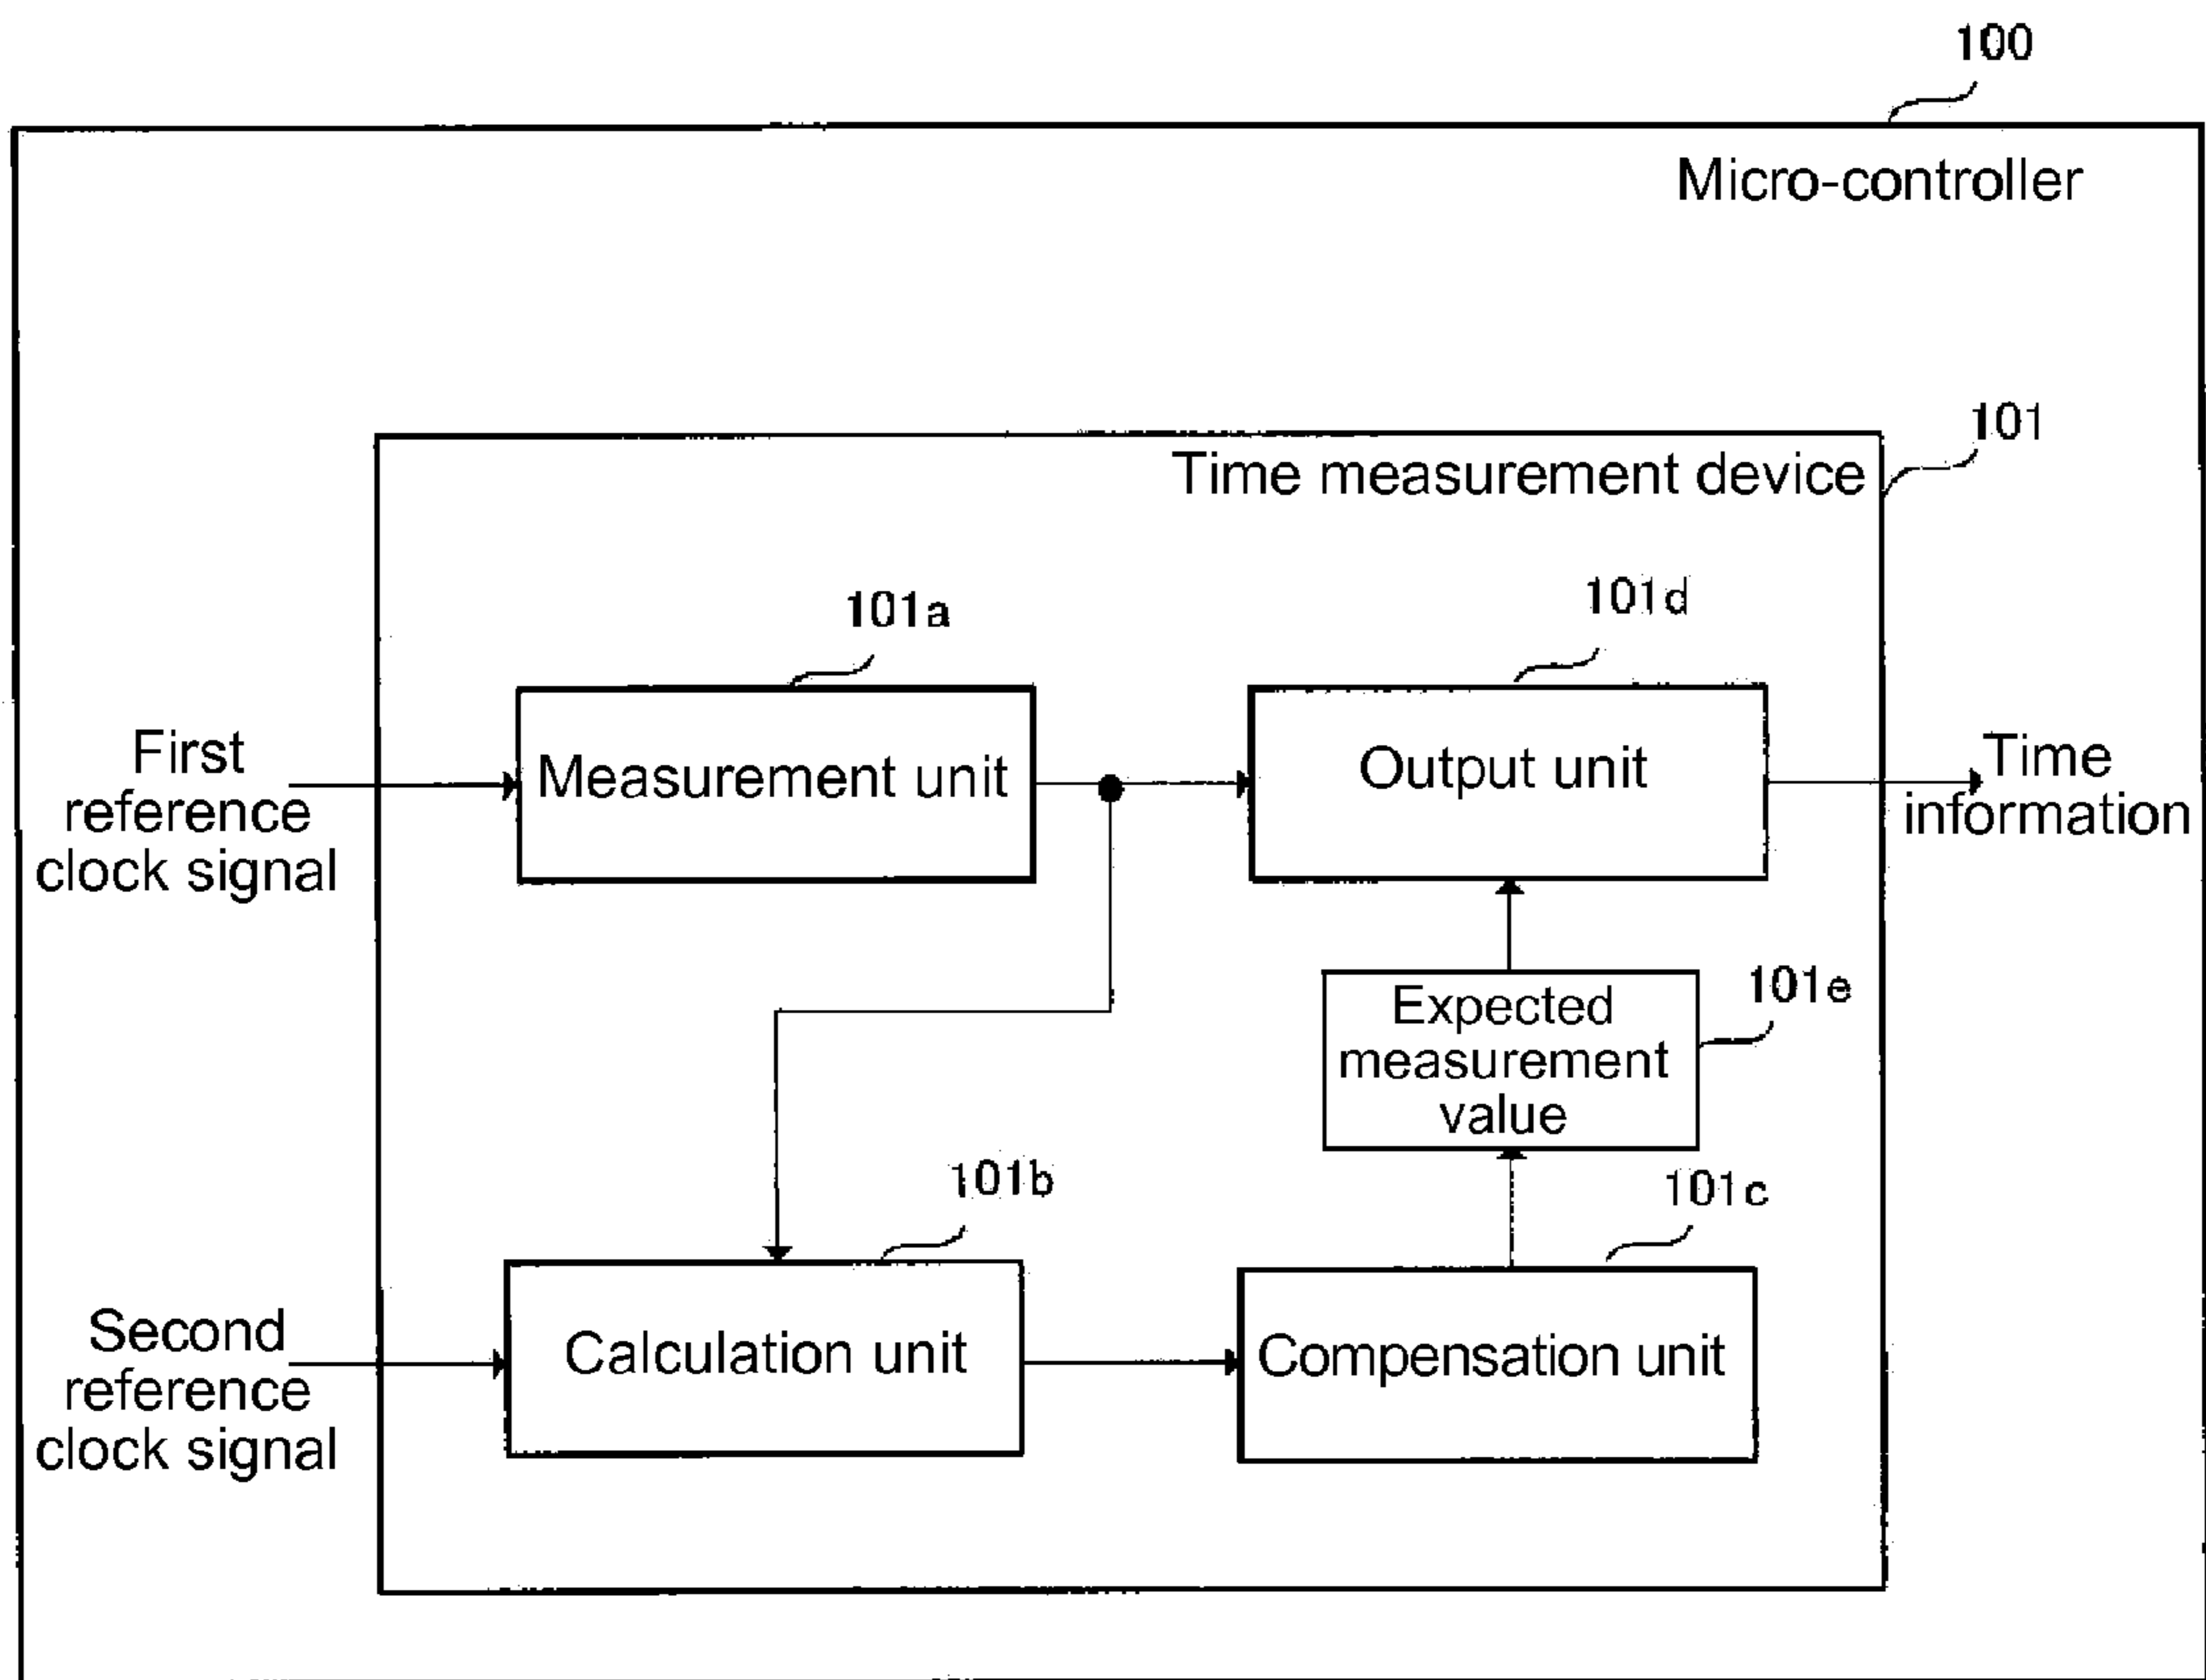 100
Micro-controller
101
Time measurement device
101a
101d
First
reference
clock signal
Measurement unit
Output unit
Time
information
Expected
measurement
value
101e
101b
101c
Second
reference
clock signal
Calculation unit
Compensation unit